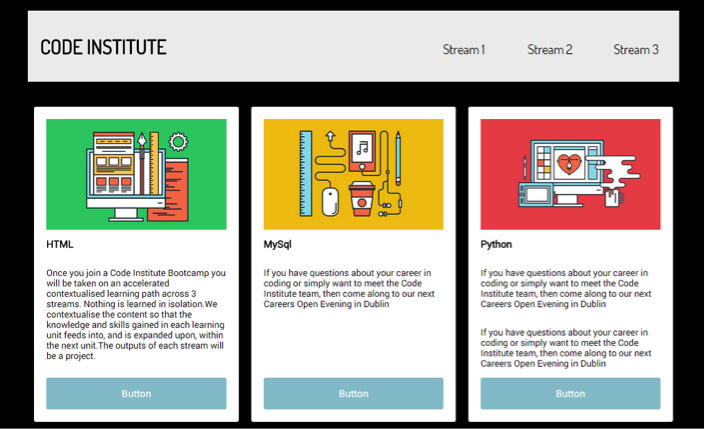 CODE INSTITUTE
Stream 1
Stream 2
Stream 3
HTML
Once you join a Code Institute Bootcamp you
will be taken on an accelerated
contextualised learning path across 3
streams. Nothing is learned in isolation.We
contextualise the content so that the
knowledge and skills gained in each learning
unit feeds into, and is expanded upon, within
the next unit.The outputs of each stream will
be a project.
Button
MySql
If you have questions about your career in
coding or simply want to meet the Code
Institute team, then come along to our next
Careers Open Evening in Dublin
Button
Python
If you have questions about your career in
coding or simply want to meet the Code
Institute team, then come along to our next
Careers Open Evening in Dublin
If you have questions about your career in
coding or simply want to meet the Code
Institute team, then come along to our next
Careers Open Evening in Dublin
Button